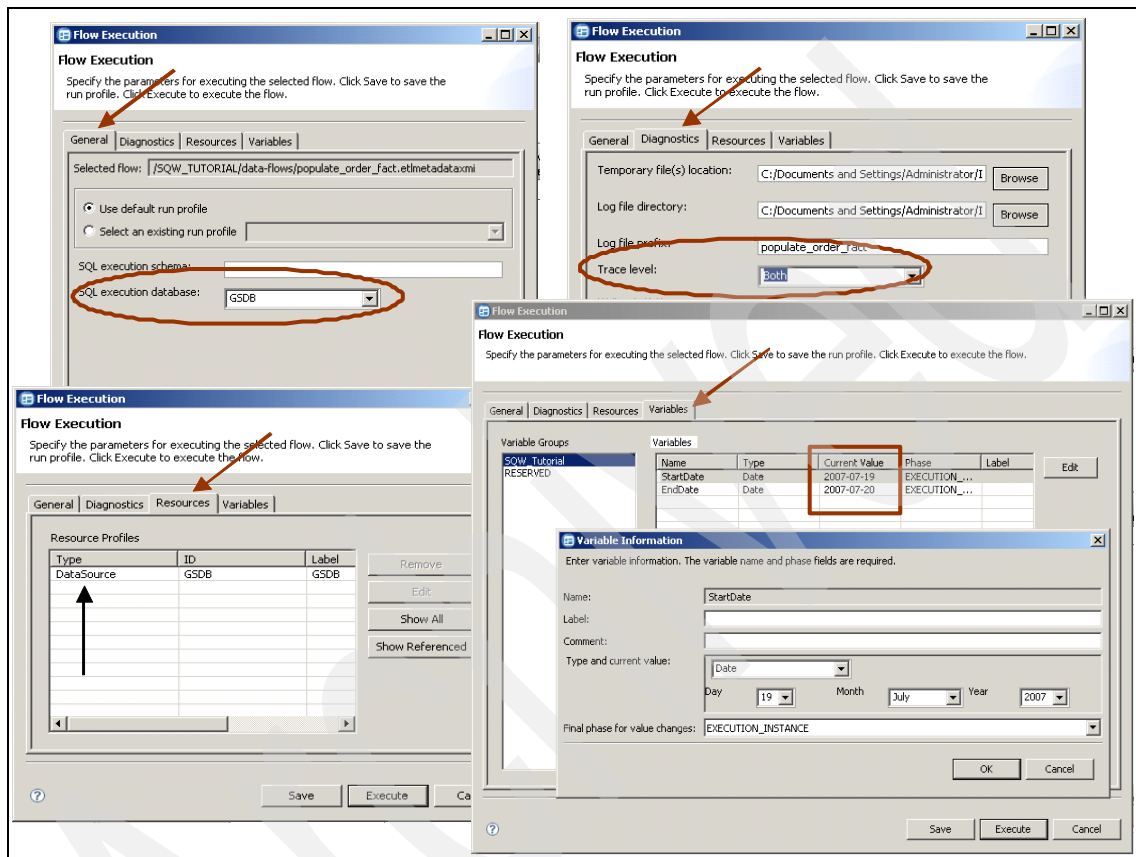 Flow Execution
Flow Execution
Specify the parameters for executing the selected flow. Click Save to save the
run profile. Click Execute to execute the flow.
General Diagnostics Resources Variables
Selected flow: /SQW_TUTORIAL/data-flows/populate_order_fact.etlmetadataxmi
Use default run profile
Select an existing run profile
SQL execution schema:
SQL execution database: GSDB
Flow Execution
Flow Execution
Specify the parameters for executing the selected flow. Click Save to save the
run profile. Click Execute to execute the flow.
General Diagnostics Resources Variables
Temporary file(s) location: C:/Documents and Settings/Administrator/I Browse
Log file directory: C:/Documents and Settings/Administrator/I Browse
Log file prefix: populate_order_fact
Trace level: Both
Flow Execution
Flow Execution
Specify the parameters for executing the selected flow. Click Save to save the
run profile. Click Execute to execute the flow.
General Diagnostics Resources Variables
Resource Profiles
Type ID Label
DataSource GSDB GSDB
Remove
Edit
Show All
Show Referenced
Save Execute Ca
Flow Execution
Flow Execution
Specify the parameters for executing the selected flow. Click Save to save the run profile. Click Execute to execute the flow.
General Diagnostics Resources Variables
Variable Groups
SQW_Tutorial
RESERVED
Variables
Name Type Current Value Phase Label
StartDate Date 2007-07-19 EXECUTION_...
EndDate Date 2007-07-20 EXECUTION_...
Edit
Variable Information
Enter variable information. The variable name and phase fields are required.
Name: StartDate
Label:
Comment:
Type and current value: Date
Day 19 Month July Year 2007
Final phase for value changes: EXECUTION_INSTANCE
OK Cancel
Save Execute Cancel